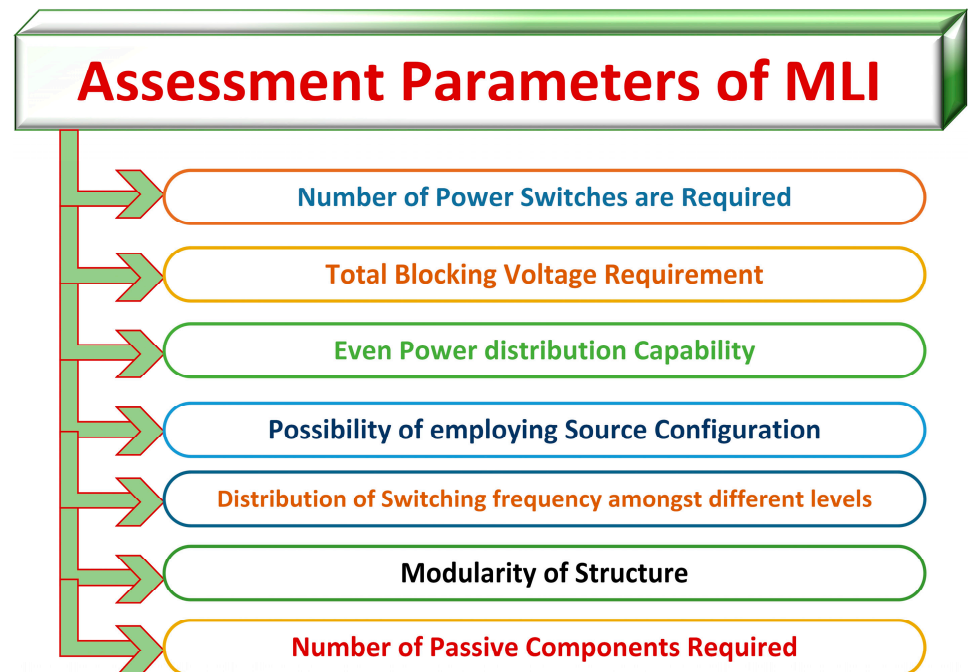 Assessment Parameters of MLI
Number of Power Switches are Required
Total Blocking Voltage Requirement
Even Power distribution Capability
Possibility of employing Source Configuration
Distribution of Switching frequency amongst different levels
Modularity of Structure
Number of Passive Components Required